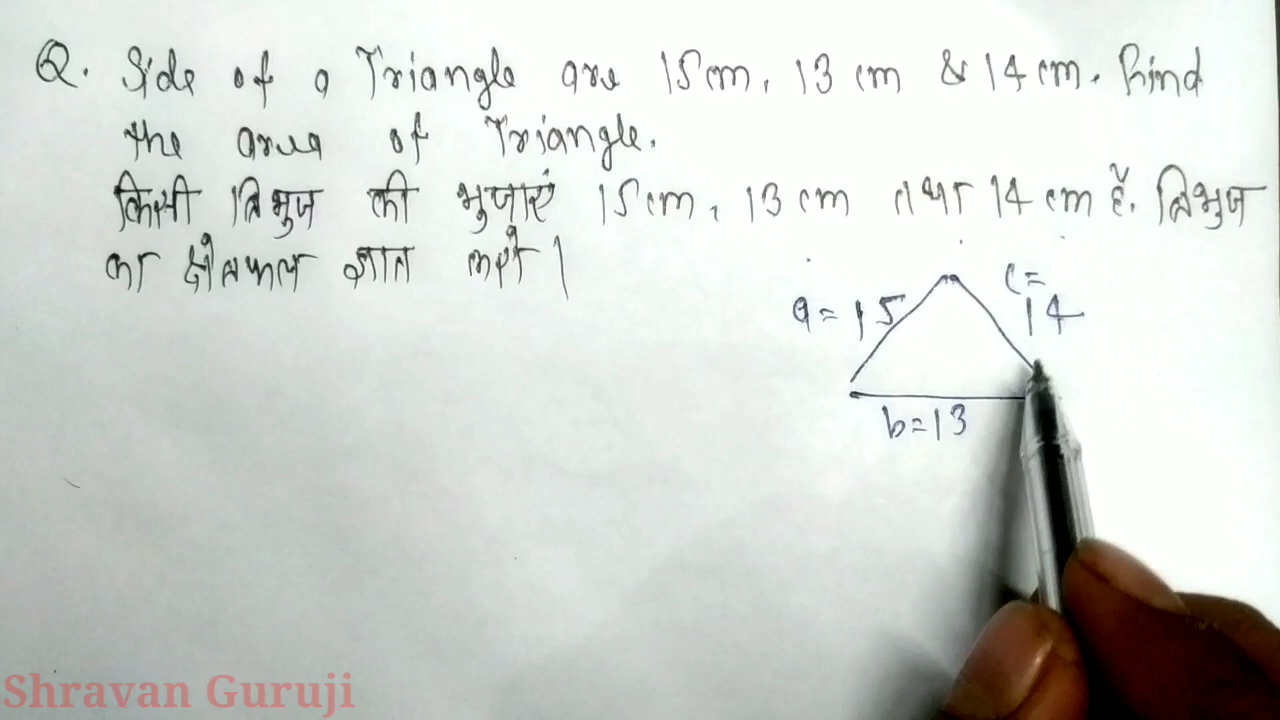 Q. Side of a Triangle are 15cm, 13 cm & 14 cm. Find
the area of Triangle.
किसी त्रिभुज की भुजाएं 15cm, 13 cm तथा 14 cm हैं. त्रिभुज
का क्षेत्रफल ज्ञात करो।
a = 15
c =
14
b = 13
Shravan Guruji